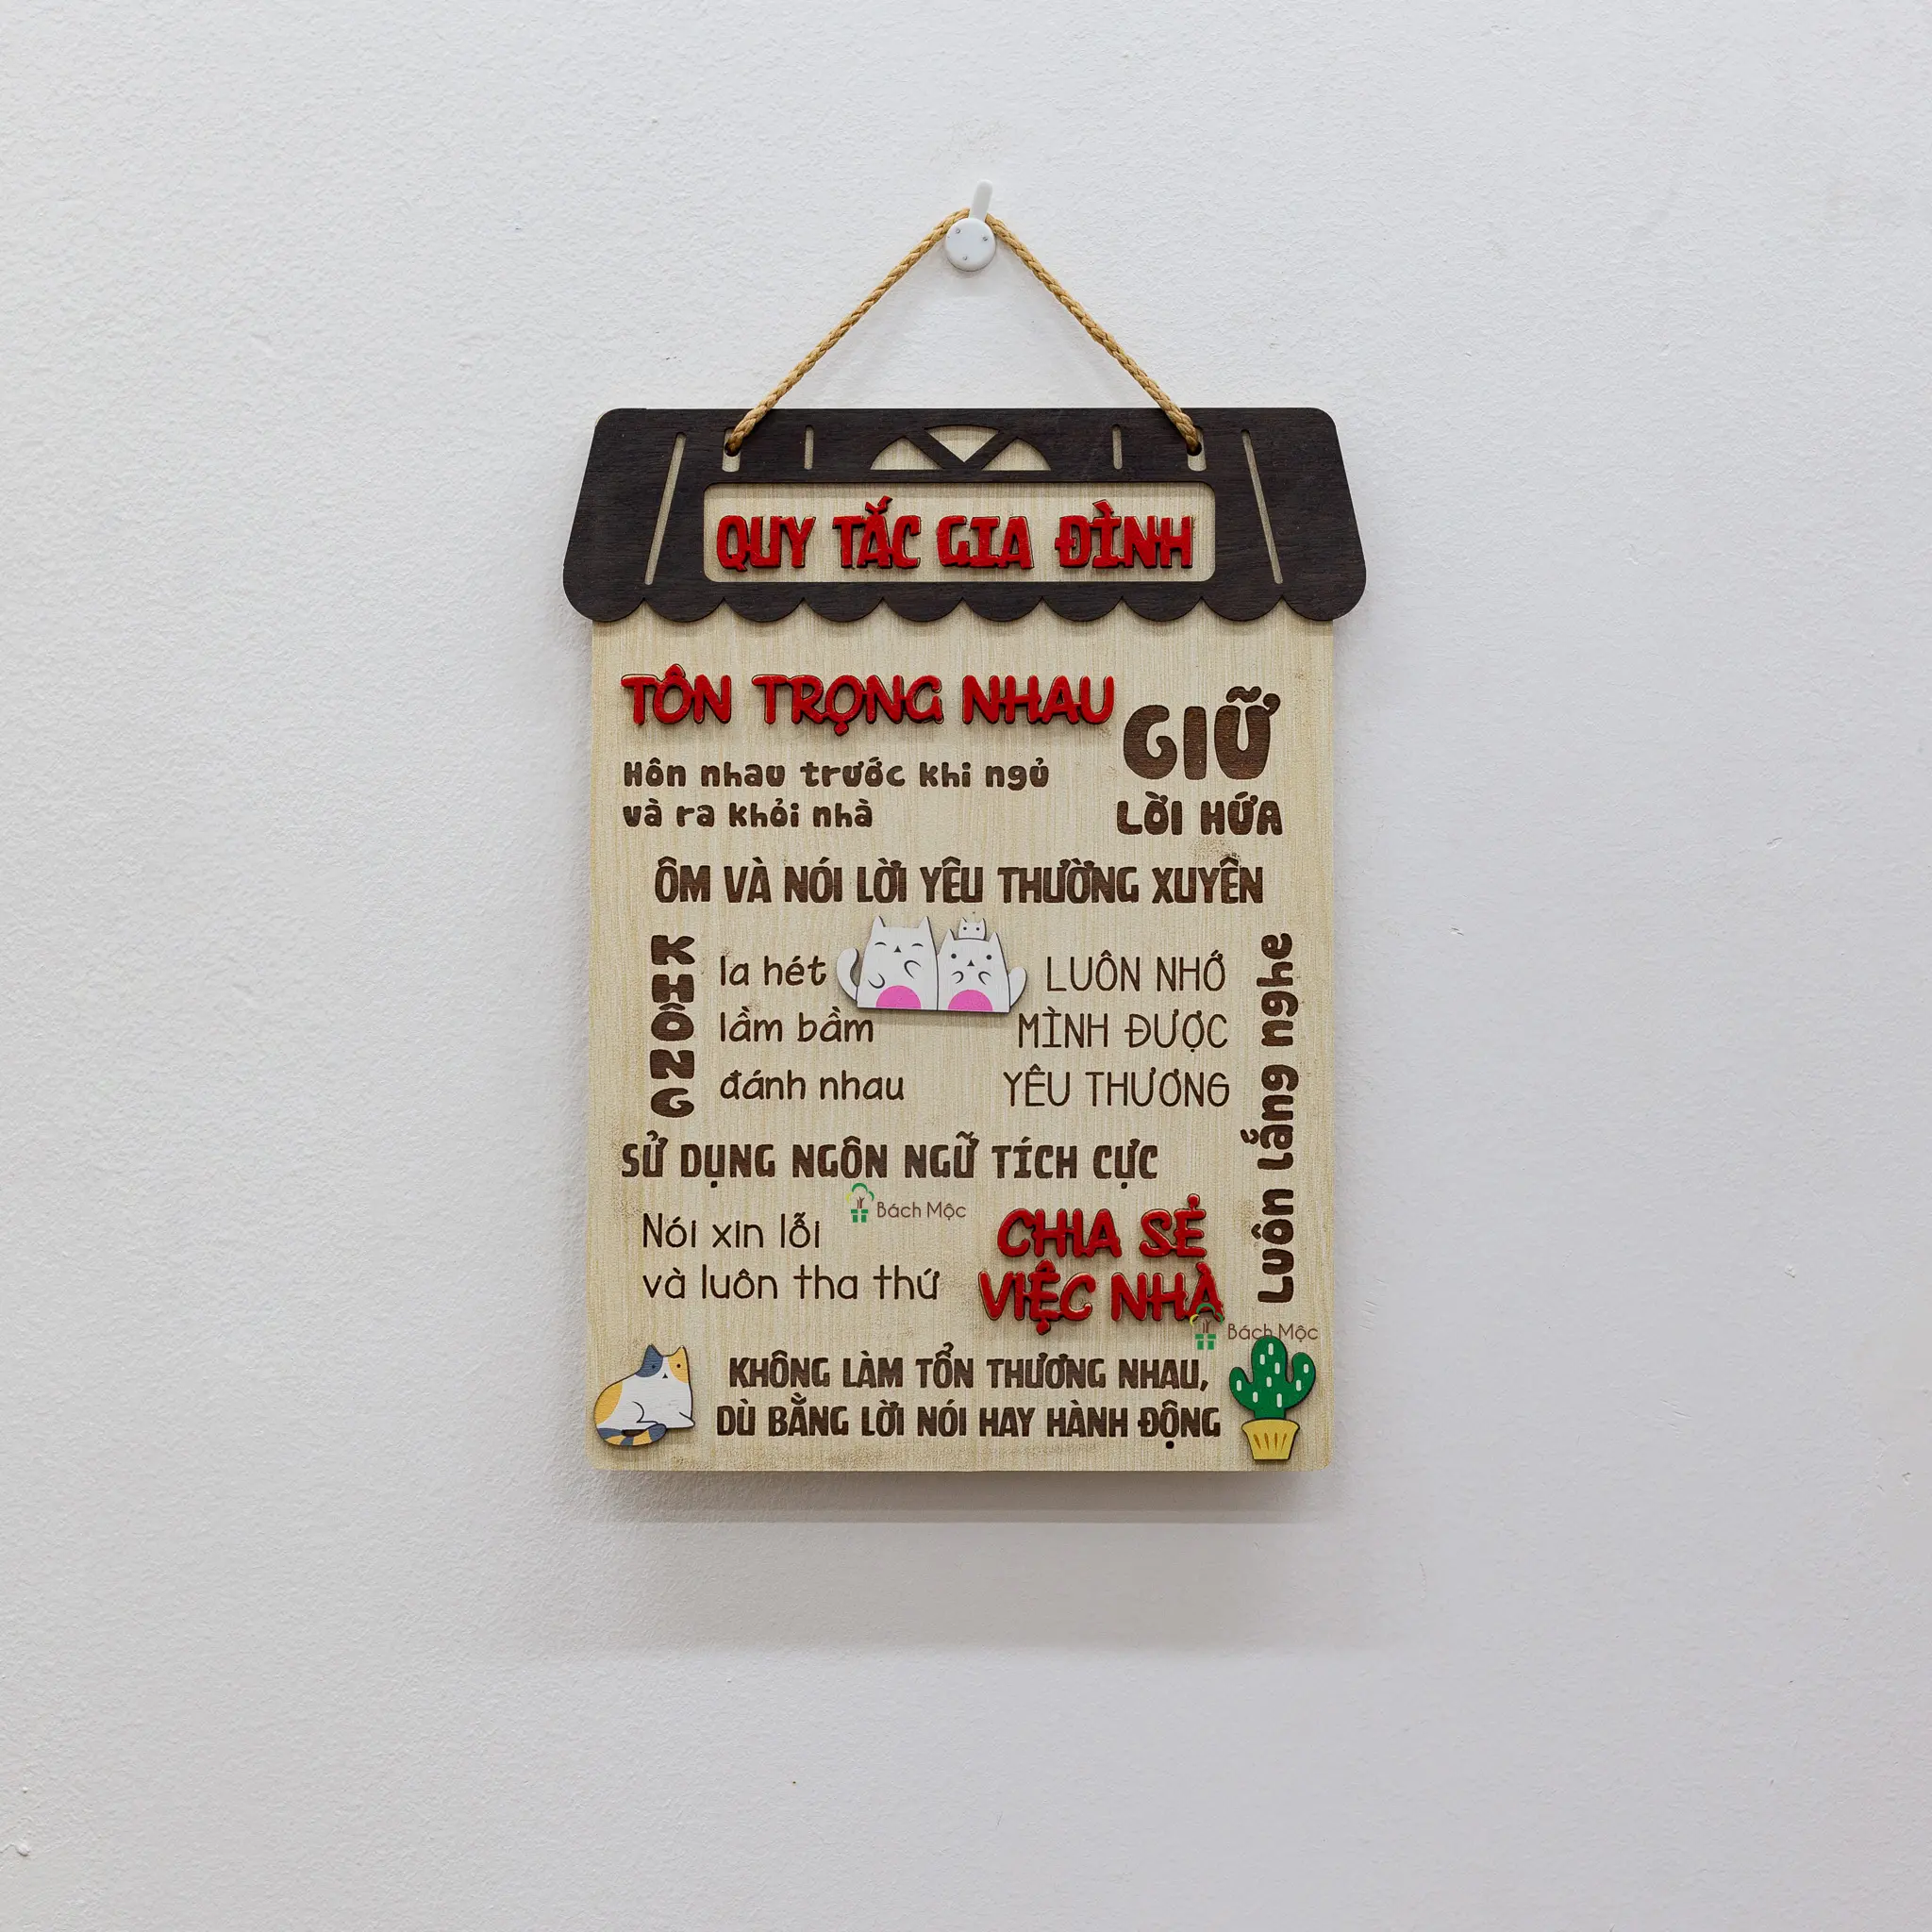 QUY TẮC GIA ĐÌNH
TÔN TRỌNG NHAU
Hôn nhau trước khi ngủ
và ra khỏi nhà
GIỮ
LỜI HỨA
ÔM VÀ NÓI LỜI YÊU THƯỜNG XUYÊN
KHÔNG
la hét
lầm bầm
đánh nhau
LUÔN NHỚ
MÌNH ĐƯỢC
YÊU THƯƠNG
Luôn lắng nghe
SỬ DỤNG NGÔN NGỮ TÍCH CỰC
Bách Mộc
Nói xin lỗi
và luôn tha thứ
CHIA SẺ
VIỆC NHÀ
Bách Mộc
KHÔNG LÀM TỔN THƯƠNG NHAU,
DÙ BẰNG LỜI NÓI HAY HÀNH ĐỘNG